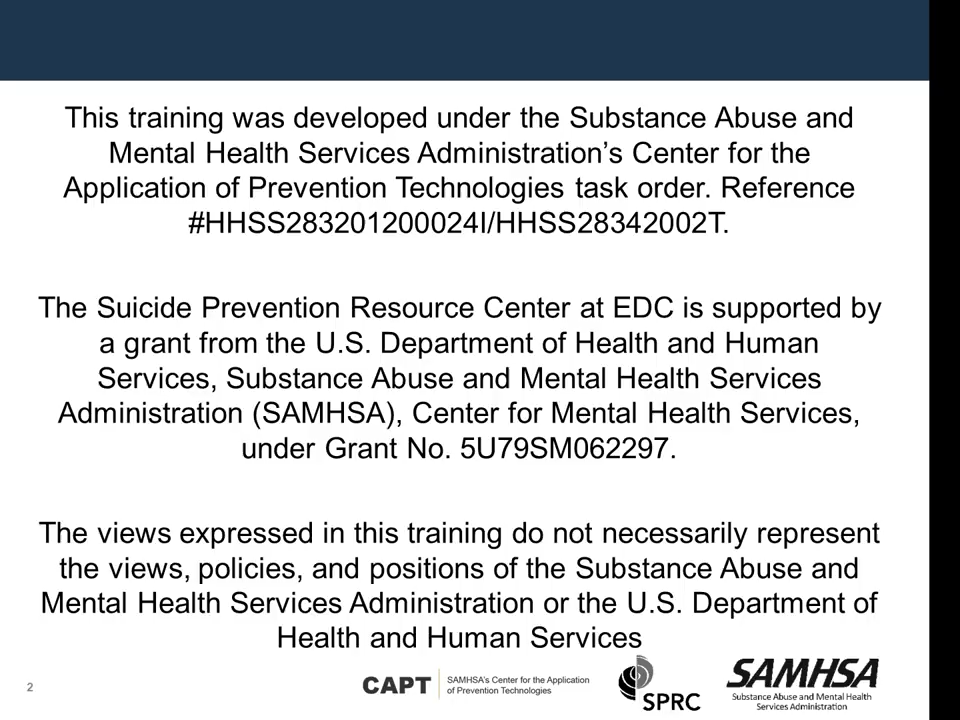 This training was developed under the Substance Abuse and
Mental Health Services Administration’s Center for the
Application of Prevention Technologies task order. Reference
#HHSS283201200024I/HHSS28342002T.
The Suicide Prevention Resource Center at EDC is supported by
a grant from the U.S. Department of Health and Human
Services, Substance Abuse and Mental Health Services
Administration (SAMHSA), Center for Mental Health Services,
under Grant No. 5U79SM062297.
The views expressed in this training do not necessarily represent
the views, policies, and positions of the Substance Abuse and
Mental Health Services Administration or the U.S. Department of
Health and Human Services
2
CAPT
SAMHSA's Center for the Application
of Prevention Technologies
SPRC
SAMHSA
Substance Abuse and Mental Health
Services Administration